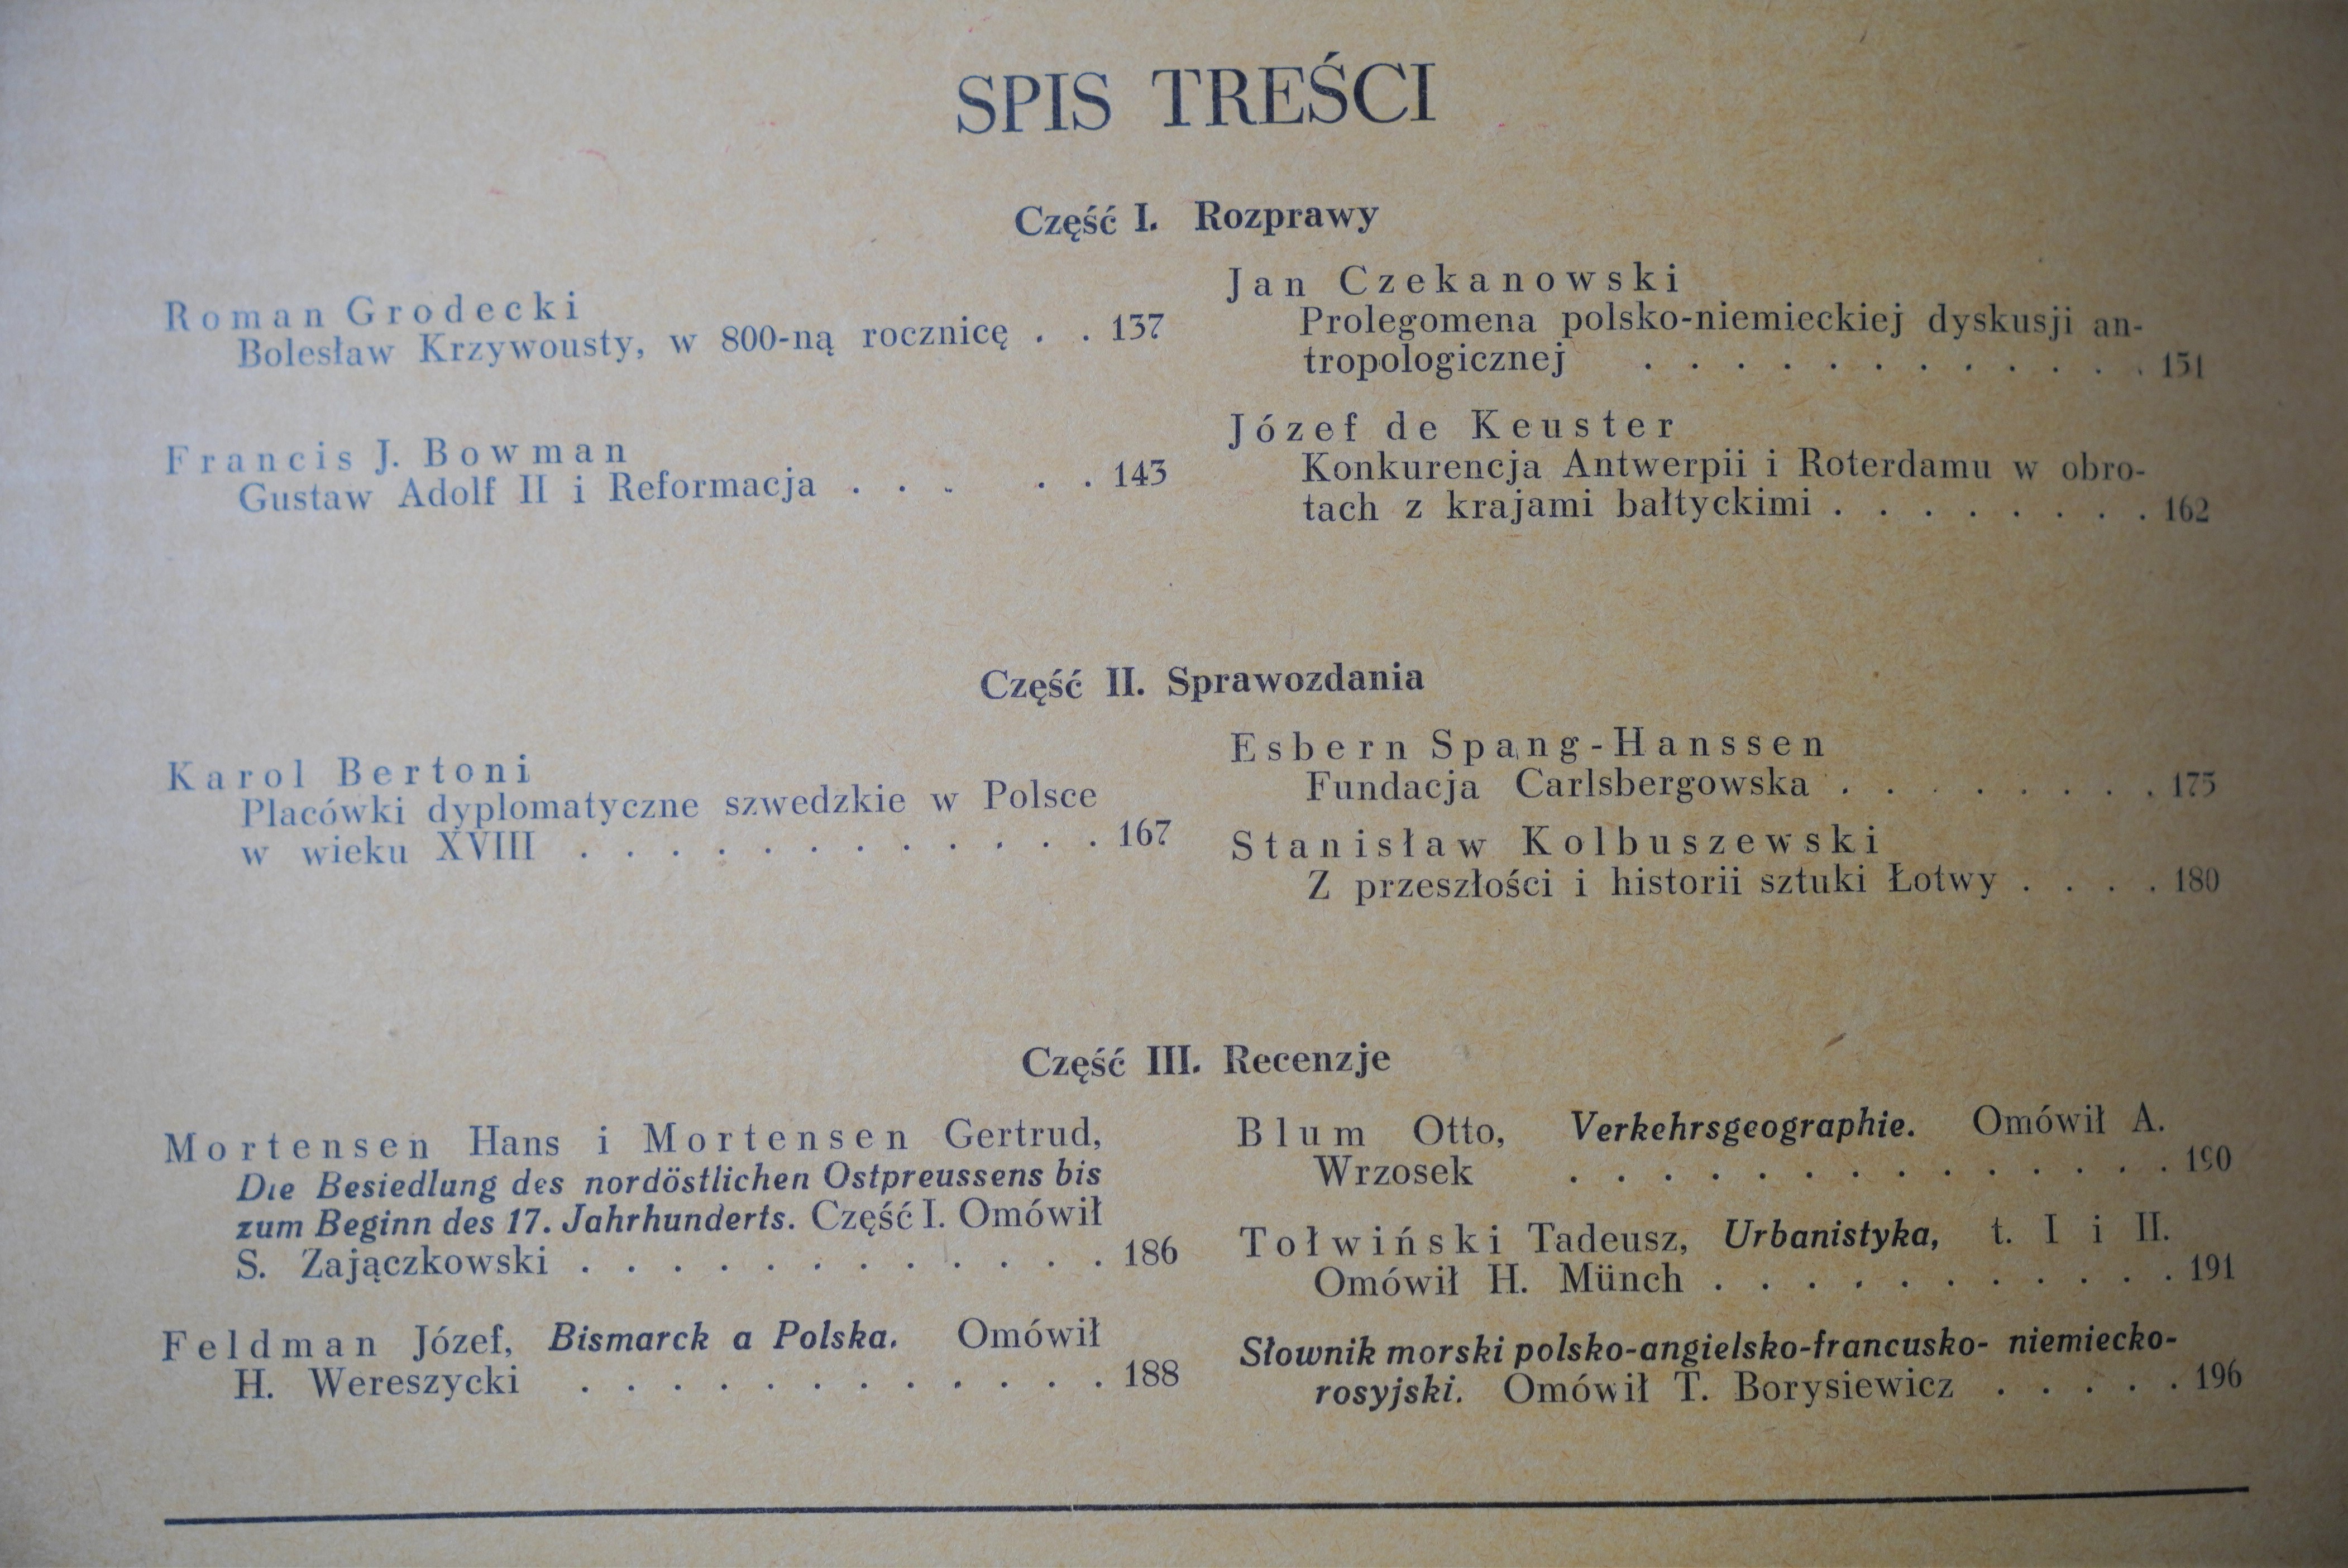 SPIS TREŚCI
Część I. Rozprawy
Roman Grodecki
Bolesław Krzywousty, w 800-ną rocznicę . . 137
Francis J. Bowman
Gustaw Adolf II i Reformacja . . . . . 143
Jan Czekanowski
Prolegomena polsko-niemieckiej dyskusji an-
tropologicznej . . . . . . . . . . . . 151
Józef de Keuster
Konkurencja Antwerpii i Roterdamu w obro-
tach z krajami bałtyckimi . . . . . . . . 162
Część II. Sprawozdania
Karol Bertoni
Placówki dyplomatyczne szwedzkie w Polsce
w wieku XVIII . . . . . . . . . . . . 167
Esbern Spang-Hanssen
Fundacja Carlsbergowska . . . . . . . . 175
Stanisław Kolbuszewski
Z przeszłości i historii sztuki Łotwy . . . . 180
Część III. Recenzje
Mortensen Hans i Mortensen Gertrud,
Die Besiedlung des nordöstlichen Ostpreussens bis
zum Beginn des 17. Jahrhunderts. Część I. Omówił
S. Zajączkowski . . . . . . . . . . . . 186
Feldman Józef, Bismarck a Polska. Omówił
H. Wereszycki . . . . . . . . . . . . 188
Blum Otto, Verkehrsgeographie. Omówił A.
Wrzosek . . . . . . . . . . . . . . 190
Tołwiński Tadeusz, Urbanistyka, t. I i II.
Omówił H. Münch . . . . . . . . . . . 191
Słownik morski polsko-angielsko-francusko- niemiecko-
rosyjski. Omówił T. Borysiewicz . . . . . 196